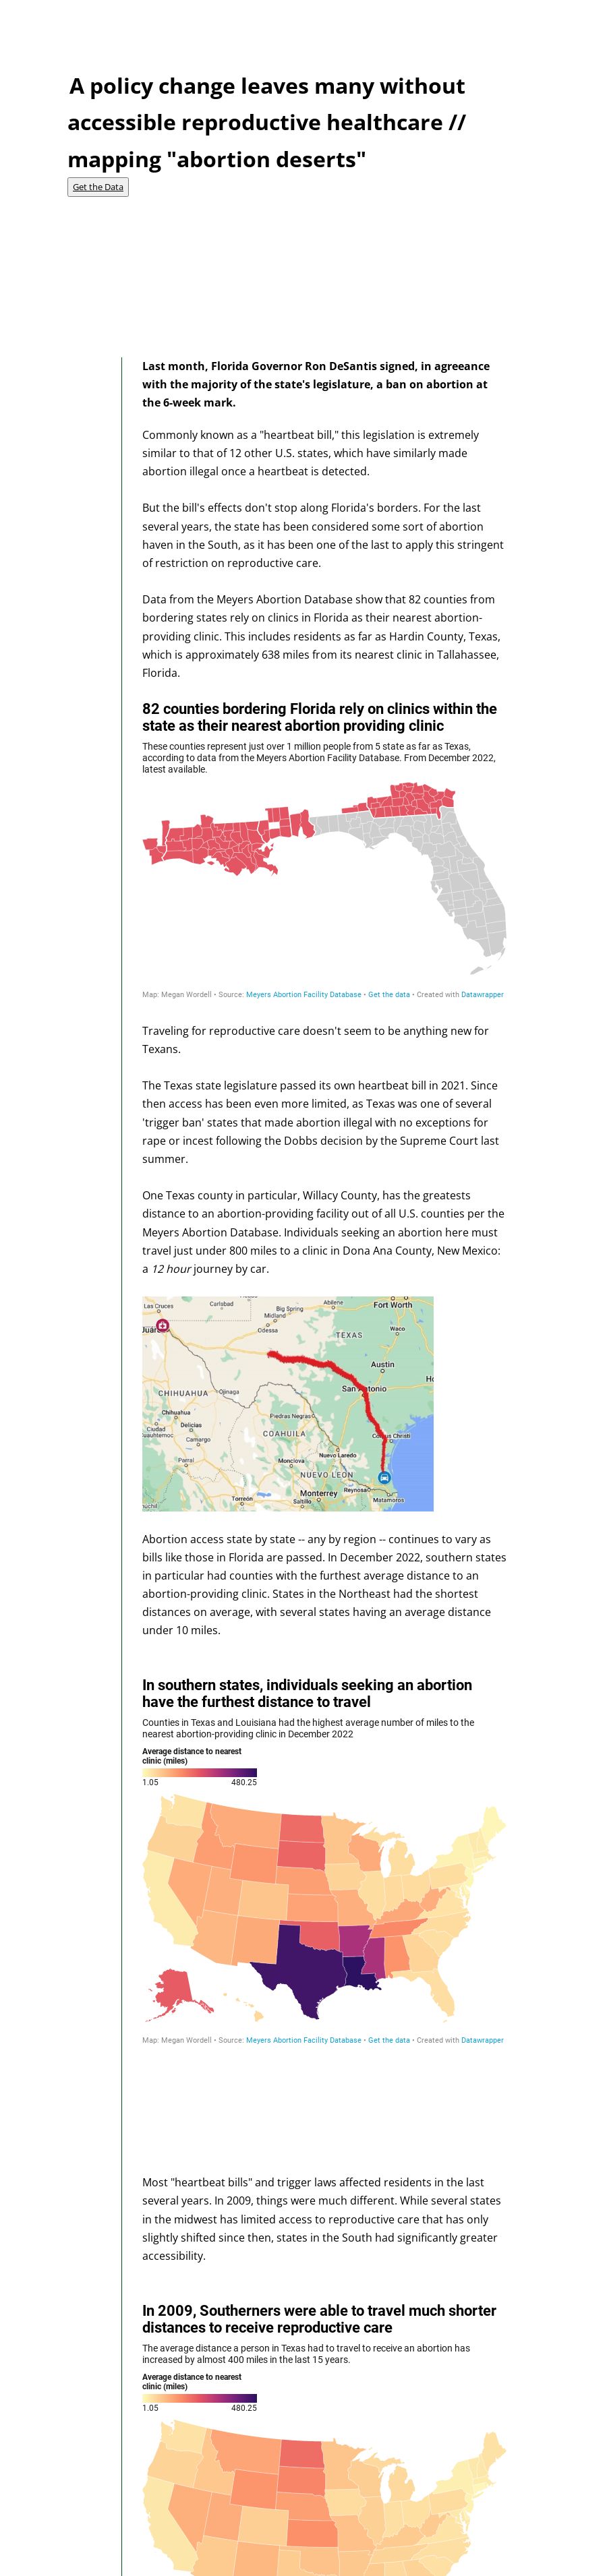 A policy change leaves many without
accessible reproductive healthcare //
mapping "abortion deserts"
Get the Data
Last month, Florida Governor Ron DeSantis signed, in agreeance
with the majority of the state's legislature, a ban on abortion at
the 6-week mark.
Commonly known as a "heartbeat bill," this legislation is extremely
similar to that of 12 other U.S. states, which have similarly made
abortion illegal once a heartbeat is detected.
But the bill's effects don't stop along Florida's borders. For the last
several years, the state has been considered some sort of abortion
haven in the South, as it has been one of the last to apply this stringent
of restriction on reproductive care.
Data from the Meyers Abortion Database show that 82 counties from
bordering states rely on clinics in Florida as their nearest abortion-
providing clinic. This includes residents as far as Hardin County, Texas,
which is approximately 638 miles from its nearest clinic in Tallahassee,
Florida.
82 counties bordering Florida rely on clinics within the
state as their nearest abortion providing clinic
These counties represent just over 1 million people from 5 state as far as Texas,
according to data from the Meyers Abortion Facility Database. From December 2022,
latest available.
Map: Megan Wordell • Source: Meyers Abortion Facility Database • Get the data • Created with Datawrapper
Traveling for reproductive care doesn't seem to be anything new for
Texans.
The Texas state legislature passed its own heartbeat bill in 2021. Since
then access has been even more limited, as Texas was one of several
'trigger ban' states that made abortion illegal with no exceptions for
rape or incest following the Dobbs decision by the Supreme Court last
summer.
One Texas county in particular, Willacy County, has the greatest
distance to an abortion-providing facility out of all U.S. counties per the
Meyers Abortion Database. Individuals seeking an abortion here must
travel just under 800 miles to a clinic in Dona Ana County, New Mexico:
a 12 hour journey by car.
Las Cruces
Carlsbad
Big Spring
Abilene
Fort Worth
Midland
Odessa
Waco
TEXAS
Austin
San Antonio
CHIHUAHUA
Ojinaga
Chihuahua
Piedras Negras
Delicias
Ciudad
Cuauhtemoc
Camargo
COAHUILA
Corpus Christi
Nuevo Laredo
Parral
Monclova
NUEVO LEON
Reynosa
Monterrey
Matamoros
Torreón
Saltillo
Abortion access state by state -- any by region -- continues to vary as
bills like those in Florida are passed. In December 2022, southern states
in particular had counties with the furthest average distance to an
abortion-providing clinic. States in the Northeast had the shortest
distances on average, with several states having an average distance
under 10 miles.
In southern states, individuals seeking an abortion
have the furthest distance to travel
Counties in Texas and Louisiana had the highest average number of miles to the
nearest abortion-providing clinic in December 2022
Average distance to nearest
clinic (miles)
1.05 480.25
Map: Megan Wordell • Source: Meyers Abortion Facility Database • Get the data • Created with Datawrapper
Most "heartbeat bills" and trigger laws affected residents in the last
several years. In 2009, things were much different. While several states
in the midwest has limited access to reproductive care that has only
slightly shifted since then, states in the South had significantly greater
accessibility.
In 2009, Southerners were able to travel much shorter
distances to receive reproductive care
The average distance a person in Texas had to travel to receive an abortion has
increased by almost 400 miles in the last 15 years.
Average distance to nearest
clinic (miles)
1.05 480.25